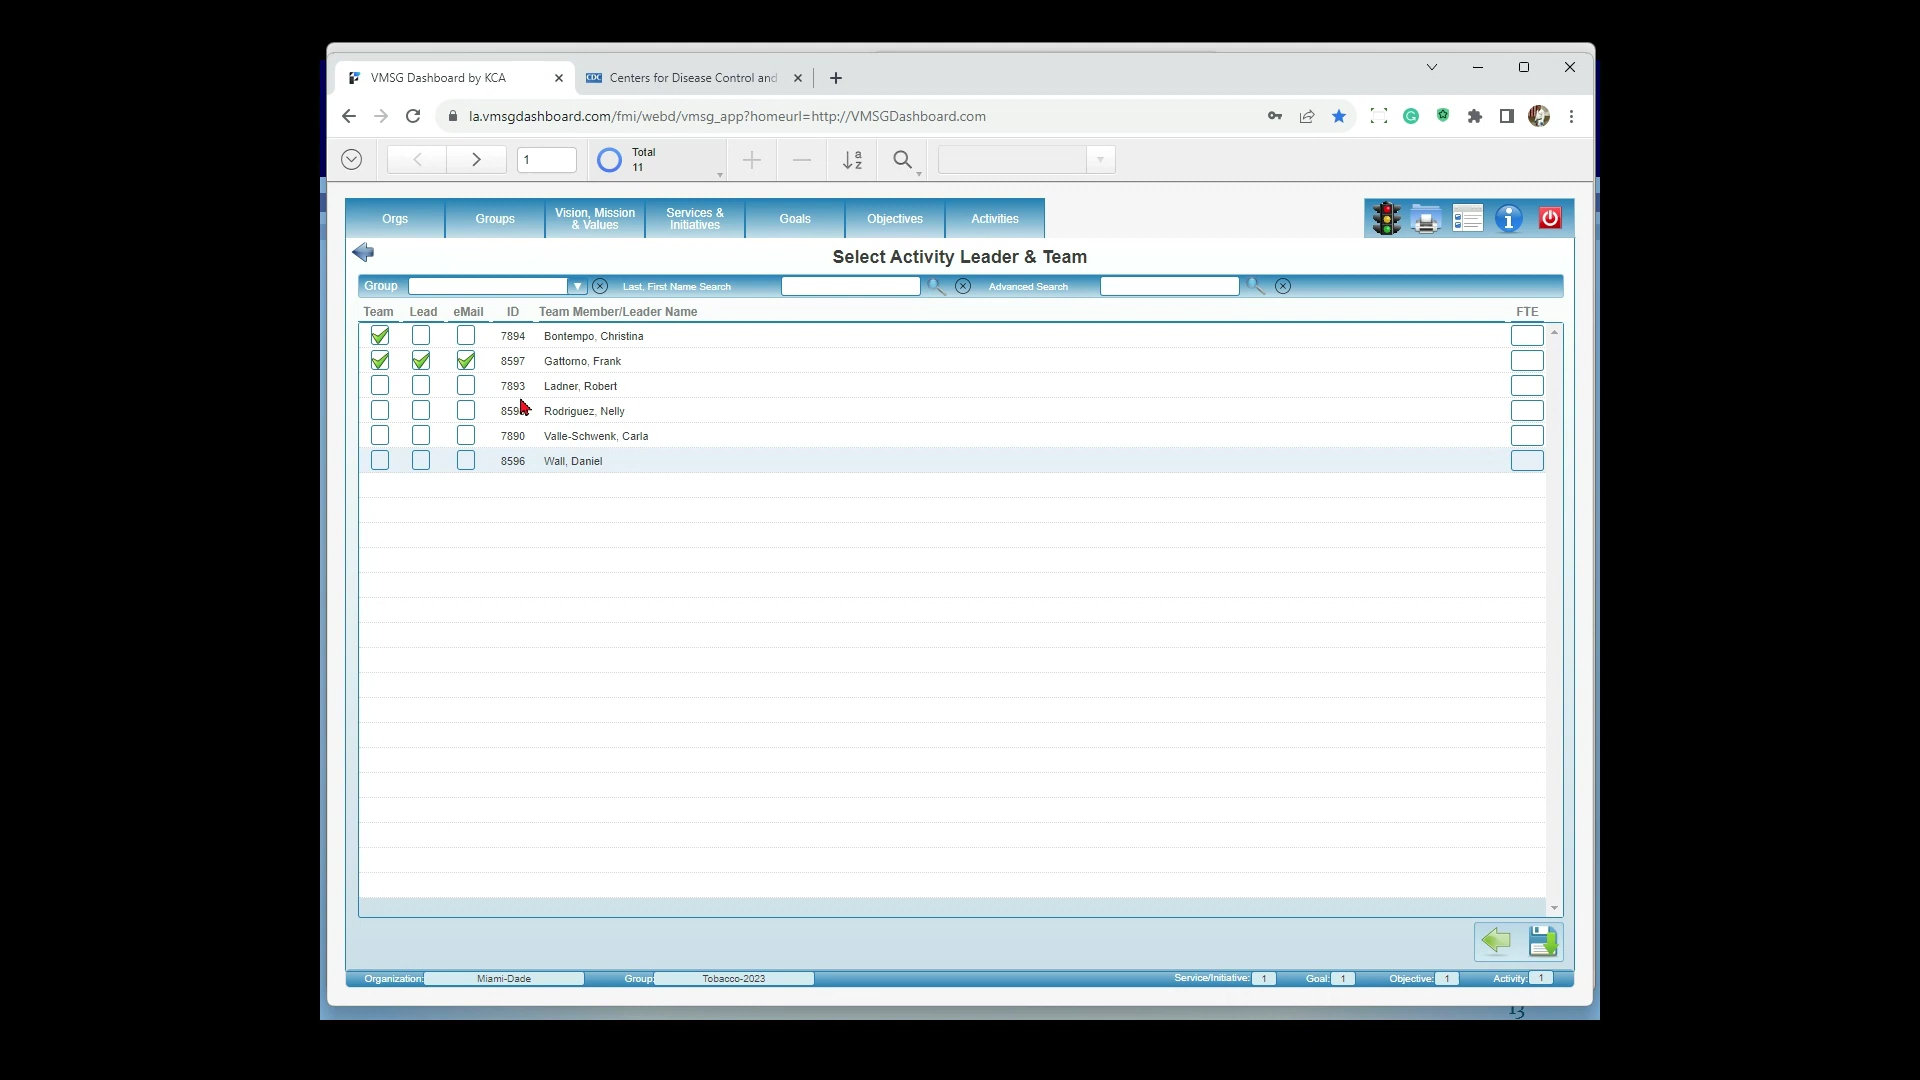 VMSG Dashboard by KCA
Centers for Disease Control and
la.vmsgdashboard.com/fmi/webd/vmsg_app?homeurl=http://VMSGDashboard.com
1
Total
11
Orgs
Groups
Vision, Mission
& Values
Services &
Initiatives
Goals
Objectives
Activities
Select Activity Leader & Team
Group
Last, First Name Search
Advanced Search
Team Lead eMail ID Team Member/Leader Name FTE
7894 Bontempo, Christina
8597 Gattorno, Frank
7893 Ladner, Robert
859 Rodriguez, Nelly
7890 Valle-Schwenk, Carla
8596 Wall, Daniel
Organization: Miami-Dade Group: Tobacco-2023 Service/Initiative: 1 Goal: 1 Objective: 1 Activity: 1
13